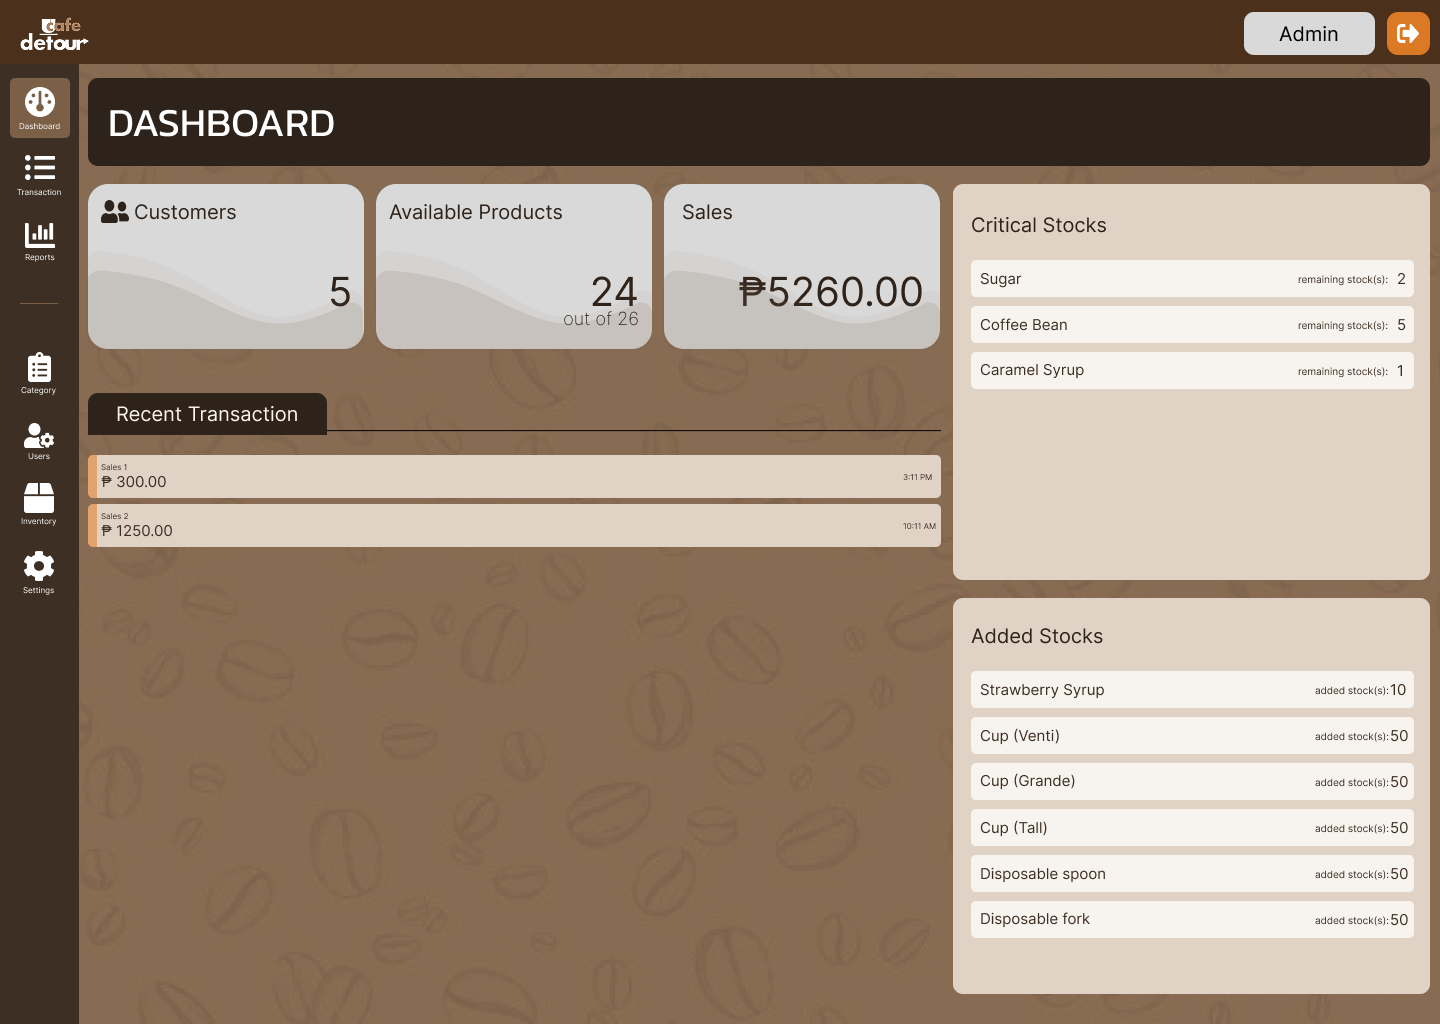 cafe
detour
Admin
Dashboard
Transaction
Reports
Category
Users
Inventory
Settings
DASHBOARD
Customers
5
Available Products
24
out of 26
Sales
₱5260.00
Recent Transaction
Sales 1
₱ 300.00
3:11 PM
Sales 2
₱ 1250.00
10:11 AM
Critical Stocks
Sugar remaining stock(s): 2
Coffee Bean remaining stock(s): 5
Caramel Syrup remaining stock(s): 1
Added Stocks
Strawberry Syrup added stock(s): 10
Cup (Venti) added stock(s): 50
Cup (Grande) added stock(s): 50
Cup (Tall) added stock(s): 50
Disposable spoon added stock(s): 50
Disposable fork added stock(s): 50